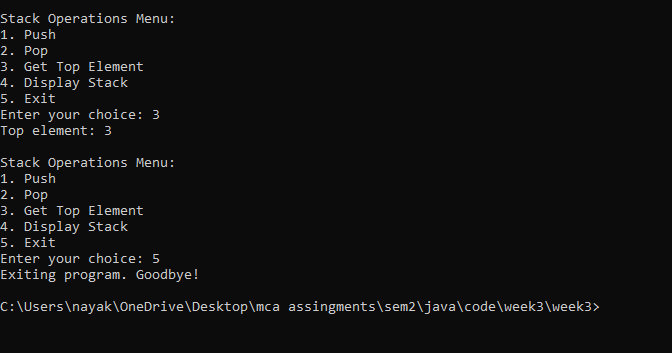 Stack Operations Menu:
1. Push
2. Pop
3. Get Top Element
4. Display Stack
5. Exit
Enter your choice: 3
Top element: 3
Stack Operations Menu:
1. Push
2. Pop
3. Get Top Element
4. Display Stack
5. Exit
Enter your choice: 5
Exiting program. Goodbye!
C:\Users\nayak\OneDrive\Desktop\mca assingments\sem2\java\code\week3\week3>